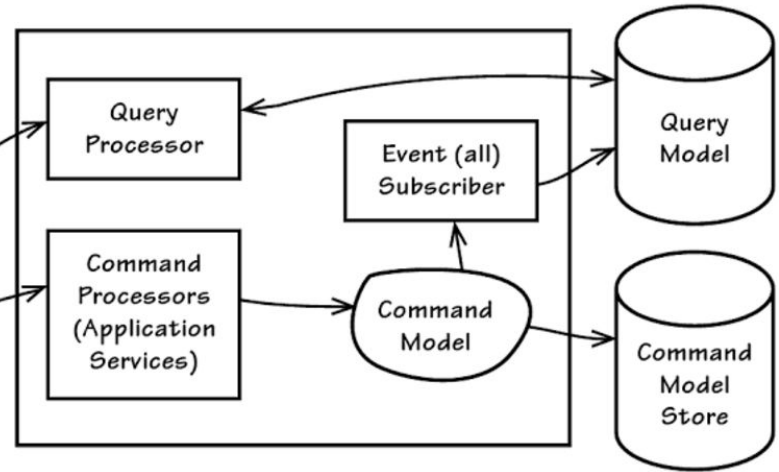 Query
Processor
Event (all)
Subscriber
Query
Model
Command
Processors
(Application
Services)
Command
Model
Command
Model
Store